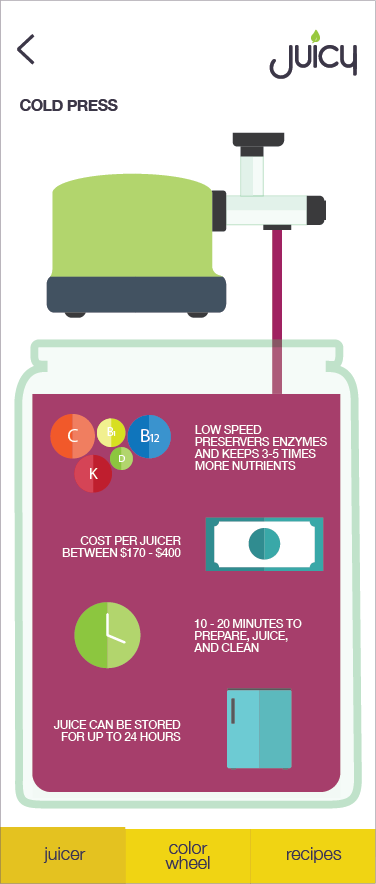 juicy
COLD PRESS
C
B1
B12
D
K
LOW SPEED
PRESERVERS ENZYMES
AND KEEPS 3-5 TIMES
MORE NUTRIENTS
COST PER JUICER
BETWEEN $170 - $400
10 - 20 MINUTES TO
PREPARE, JUICE,
AND CLEAN
JUICE CAN BE STORED
FOR UP TO 24 HOURS
juicer
color
wheel
recipes